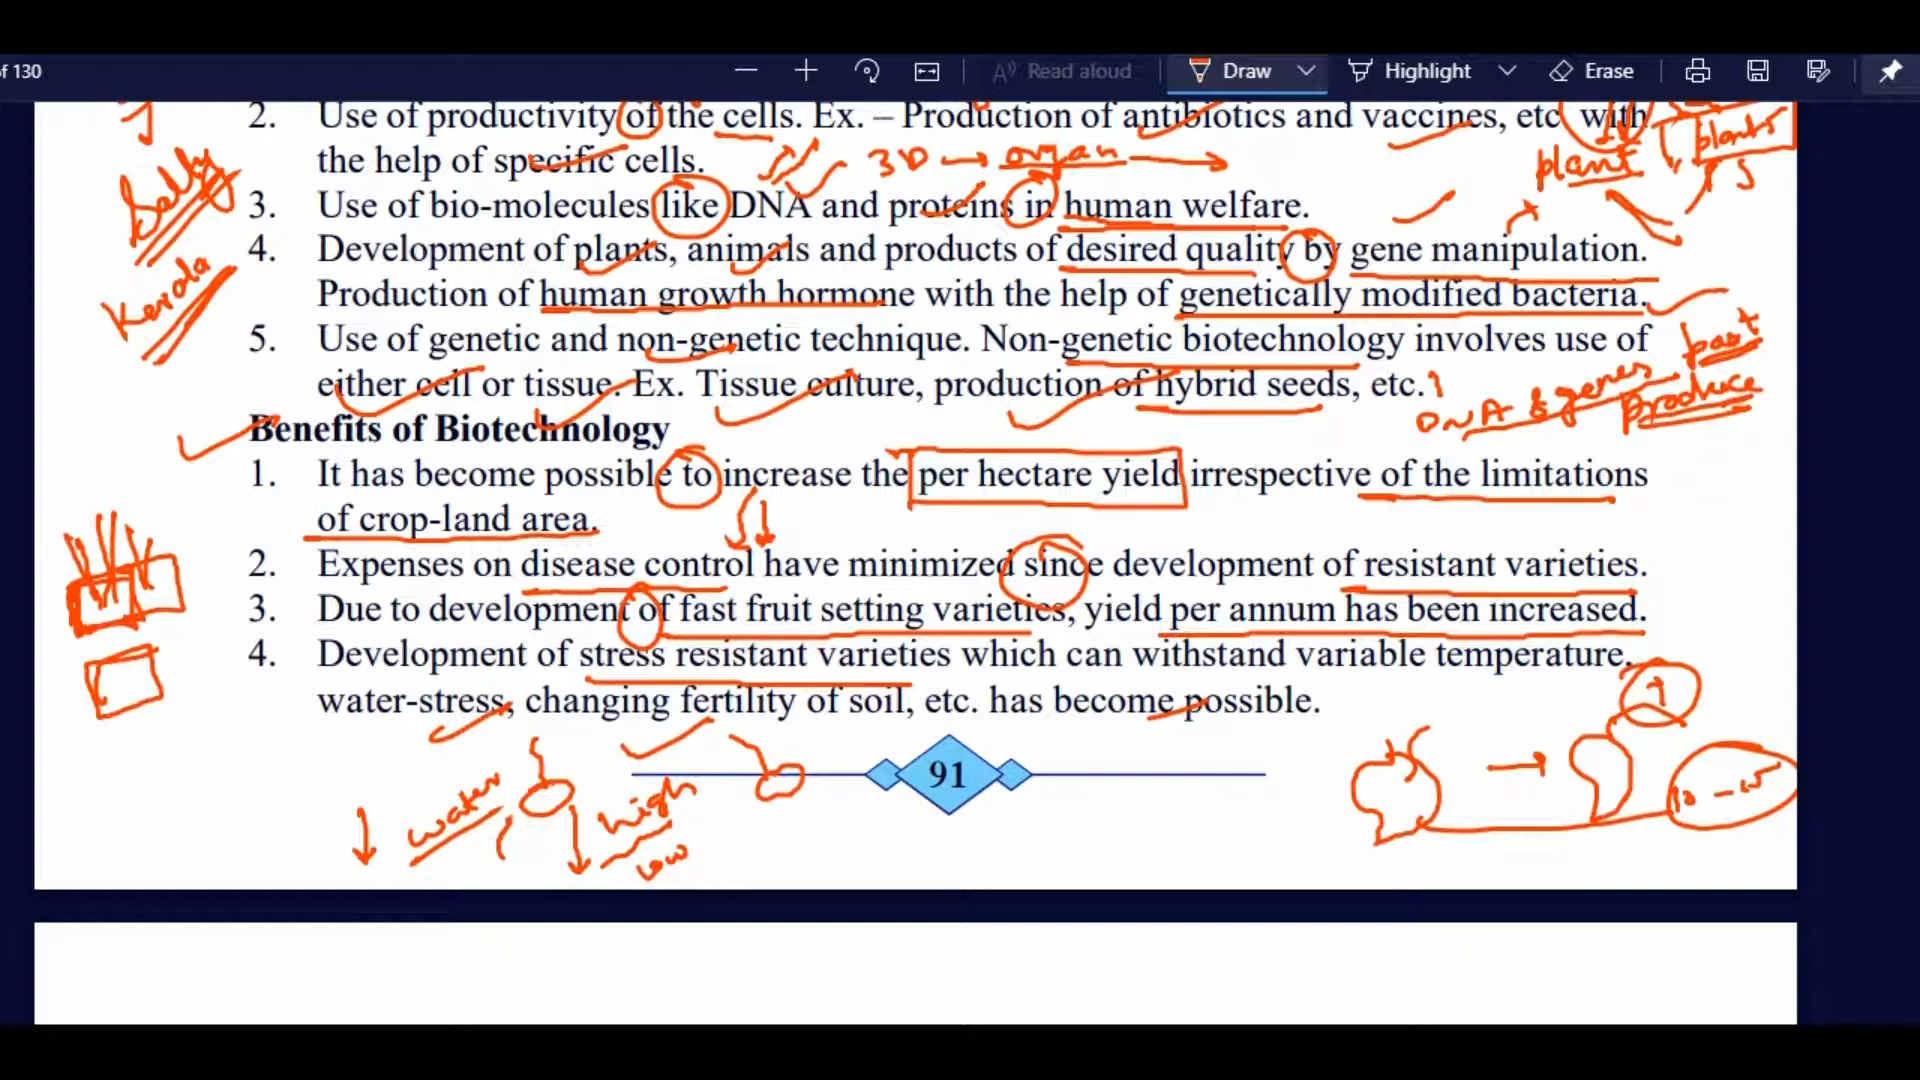 of 130
Read aloud Draw Highlight Erase
2. Use of productivity of the cells. Ex. – Production of antibiotics and vaccines, etc with
plants
the help of specific cells.
3D → organ →
plant
3. Use of bio-molecules like DNA and proteins in human welfare.
4. Development of plants, animals and products of desired quality by gene manipulation.
Kerala
Production of human growth hormone with the help of genetically modified bacteria.
5. Use of genetic and non-genetic technique. Non-genetic biotechnology involves use of
either cell or tissue. Ex. Tissue culture, production of hybrid seeds, etc.
DNA & genes
produce
Benefits of Biotechnology
1. It has become possible to increase the per hectare yield irrespective of the limitations
of crop-land area.
2. Expenses on disease control have minimized since development of resistant varieties.
3. Due to development of fast fruit setting varieties, yield per annum has been increased.
4. Development of stress resistant varieties which can withstand variable temperature,
water-stress, changing fertility of soil, etc. has become possible.
91
water
high
low
10 - 15